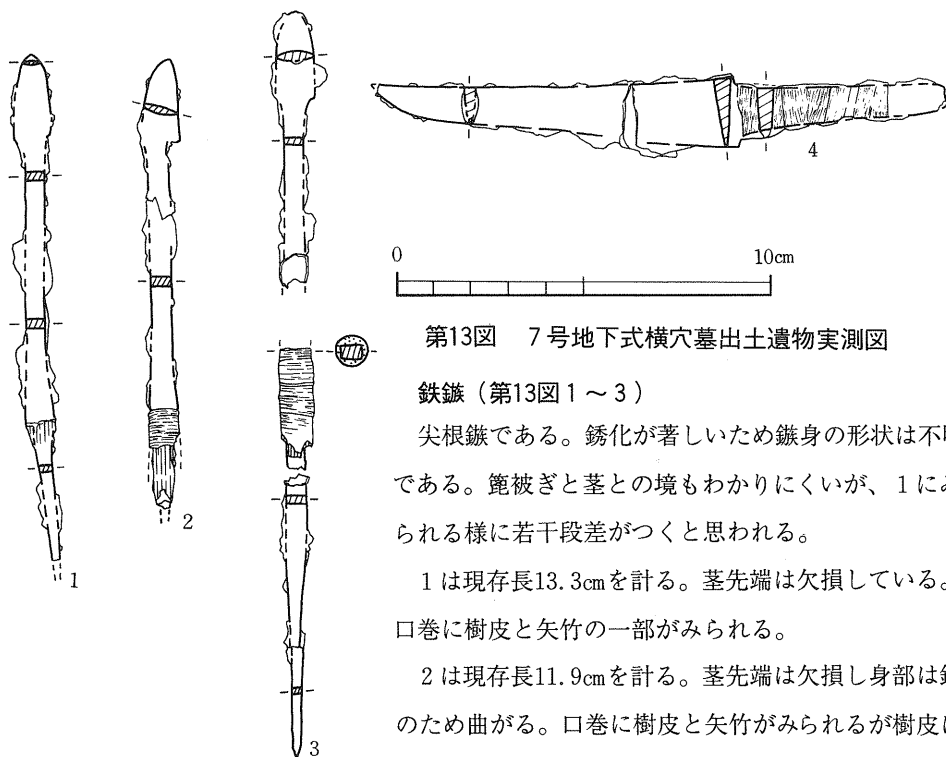 1
2
3
4
0
10cm
第13図 7号地下式横穴墓出土遺物実測図
鉄鏃（第13図1～3）
尖根鏃である。銹化が著しいため鏃身の形状は不明
である。箆被ぎと茎との境もわかりにくいが、1にみ
られる様に若干段差がつくと思われる。
1は現存長13.3cmを計る。茎先端は欠損している。
口巻に樹皮と矢竹の一部がみられる。
2は現存長11.9cmを計る。茎先端は欠損し身部は銹
のため曲がる。口巻に樹皮と矢竹がみられるが樹皮は